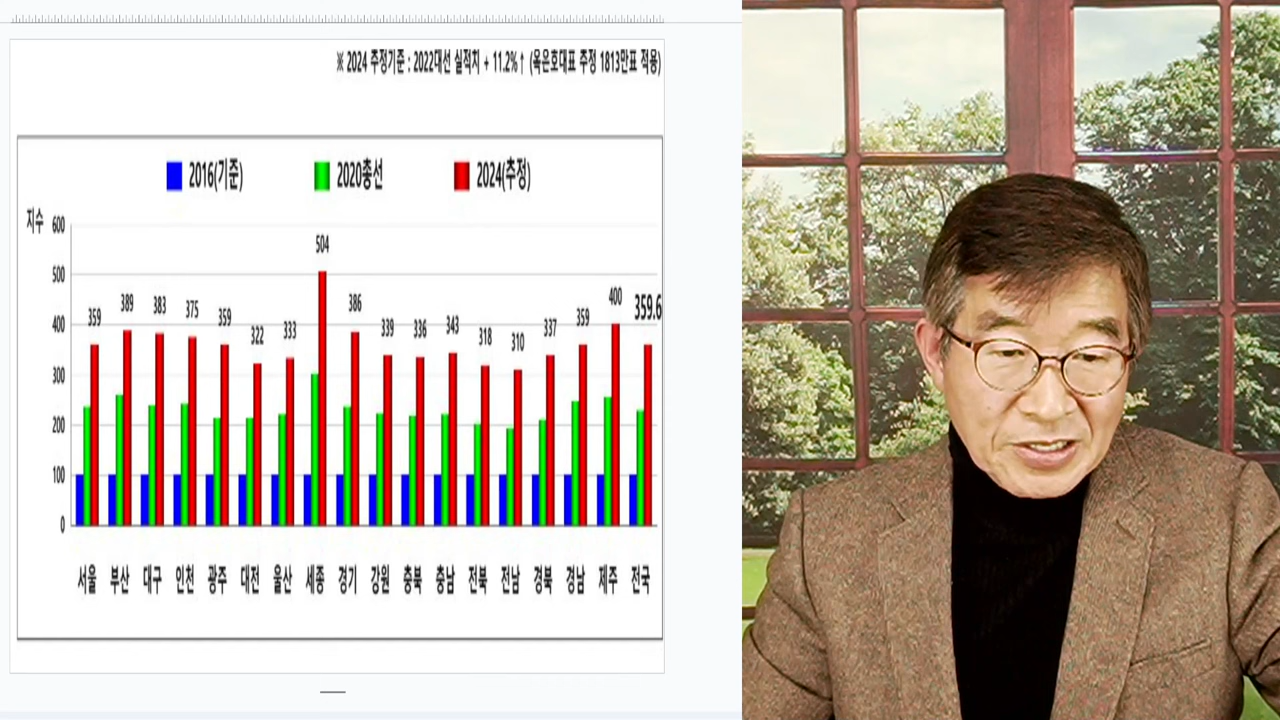 ※ 2024 추정기준 : 2022대선 실적치 + 11.2%↑ (옥은호대표 추정 1813만표 적용)
2016(기준) 2020총선 2024(추정)
지수
600
500
400
300
200
100
0
359 389 383 375 359 322 333 504 386 339 336 343 318 310 337 359 400 359.6
서울 부산 대구 인천 광주 대전 울산 세종 경기 강원 충북 충남 전북 전남 경북 경남 제주 전국